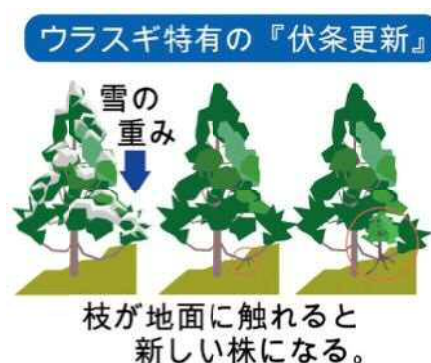 ウラスギ特有の『伏条更新』
雪の
重み
枝が地面に触れると
新しい株になる。